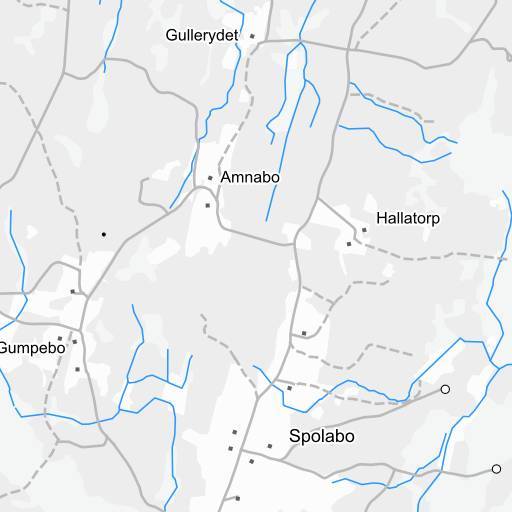 Gullerydet
Amnabo
Hallatorp
Gumpebo
Spolabo